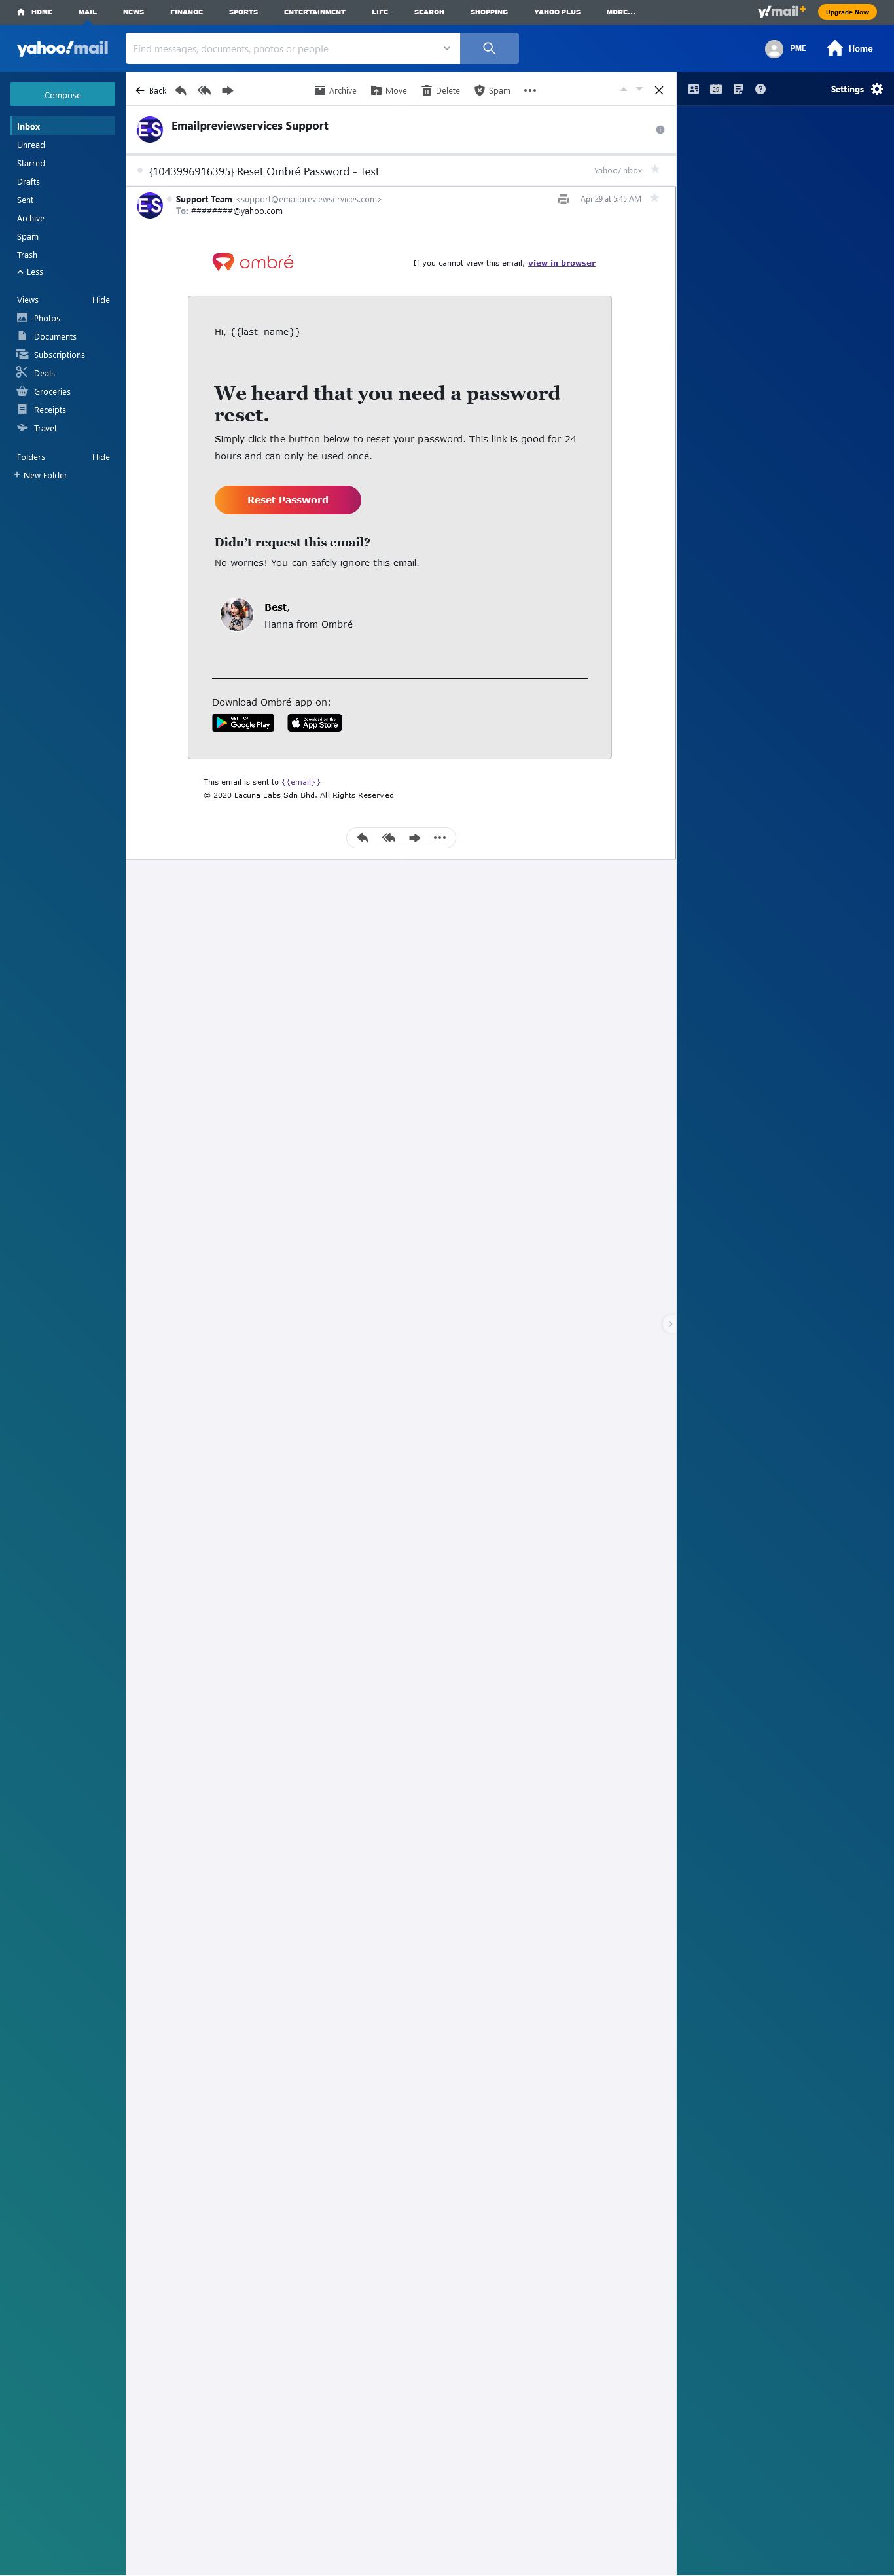 HOME MAIL NEWS FINANCE SPORTS ENTERTAINMENT LIFE SEARCH SHOPPING YAHOO PLUS MORE... y!mail+ Upgrade Now
yahoo!mail Find messages, documents, photos or people PME Home
Compose
Back Archive Move Delete Spam
29 Settings
Inbox
Unread
Starred
Drafts
Sent
Archive
Spam
Trash
Less
Views Hide
Photos
Documents
Subscriptions
Deals
Groceries
Receipts
Travel
Folders Hide
+ New Folder
ES Emailpreviewservices Support
{1043996916395} Reset Ombré Password - Test Yahoo/Inbox
ES Support Team <support@emailpreviewservices.com> Apr 29 at 5:45 AM
To: ########@yahoo.com
ombré If you cannot view this email, view in browser
Hi, {{last_name}}
We heard that you need a password
reset.
Simply click the button below to reset your password. This link is good for 24
hours and can only be used once.
Reset Password
Didn’t request this email?
No worries! You can safely ignore this email.
Best,
Hanna from Ombré
Download Ombré app on:
GET IT ON
Google Play
Download on the
App Store
This email is sent to {{email}}
© 2020 Lacuna Labs Sdn Bhd. All Rights Reserved